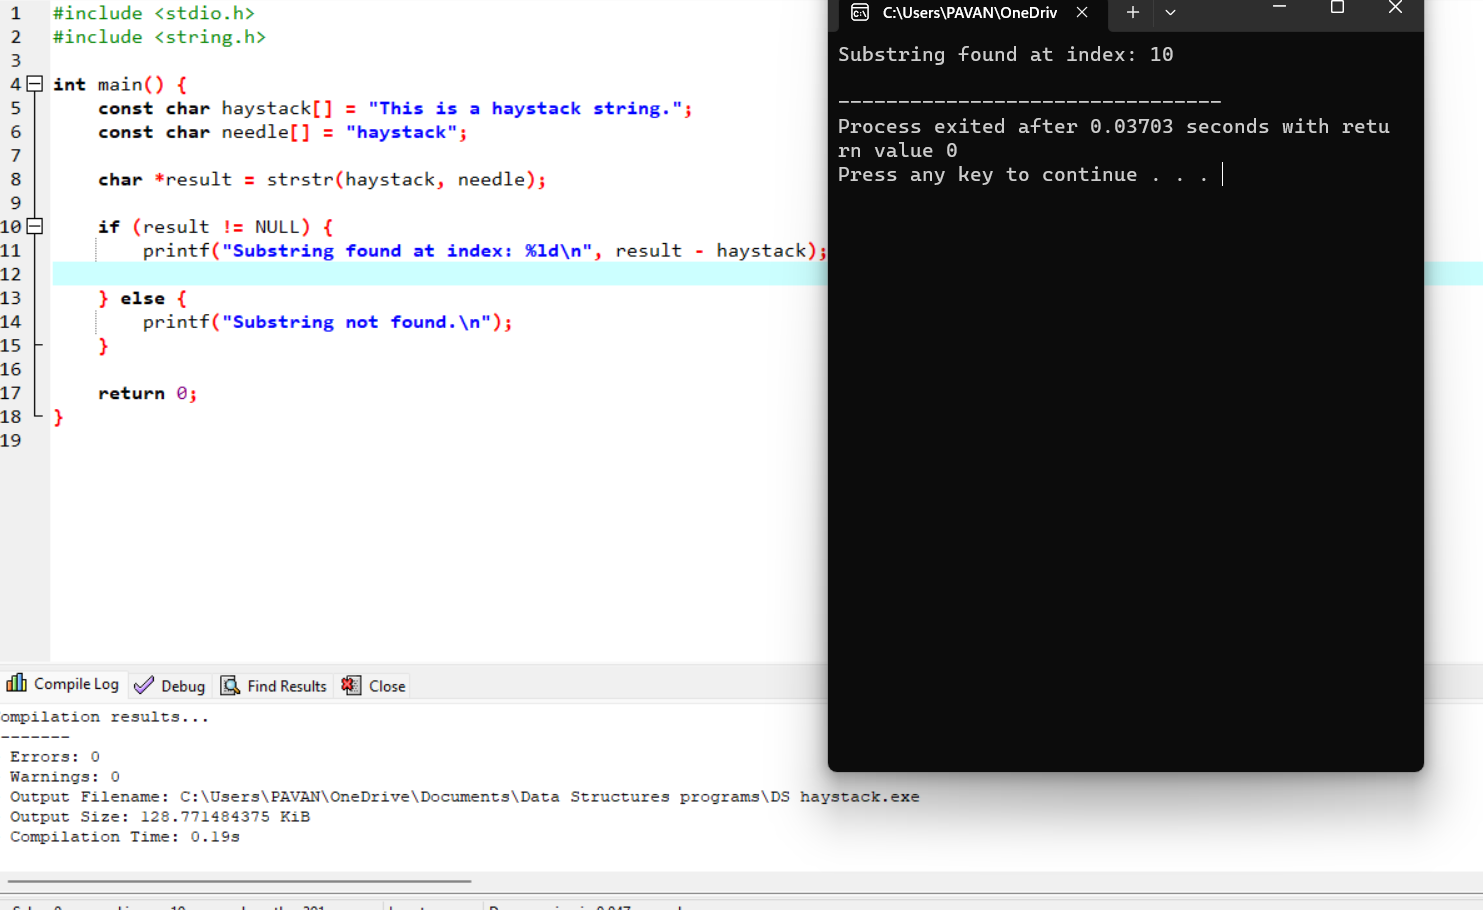 1 #include <stdio.h>
2 #include <string.h>
3
4 int main() {
5 const char haystack[] = "This is a haystack string.";
6 const char needle[] = "haystack";
7
8 char *result = strstr(haystack, needle);
9
10 if (result != NULL) {
11 printf("Substring found at index: %ld\n", result - haystack);
12
13 } else {
14 printf("Substring not found.\n");
15 }
16
17 return 0;
18 }
19
C:\Users\PAVAN\OneDriv
Substring found at index: 10
--------------------------------
Process exited after 0.03703 seconds with retu
rn value 0
Press any key to continue . . .
Compile Log Debug Find Results Close
ompilation results...
-------
Errors: 0
Warnings: 0
Output Filename: C:\Users\PAVAN\OneDrive\Documents\Data Structures programs\DS haystack.exe
Output Size: 128.771484375 KiB
Compilation Time: 0.19s